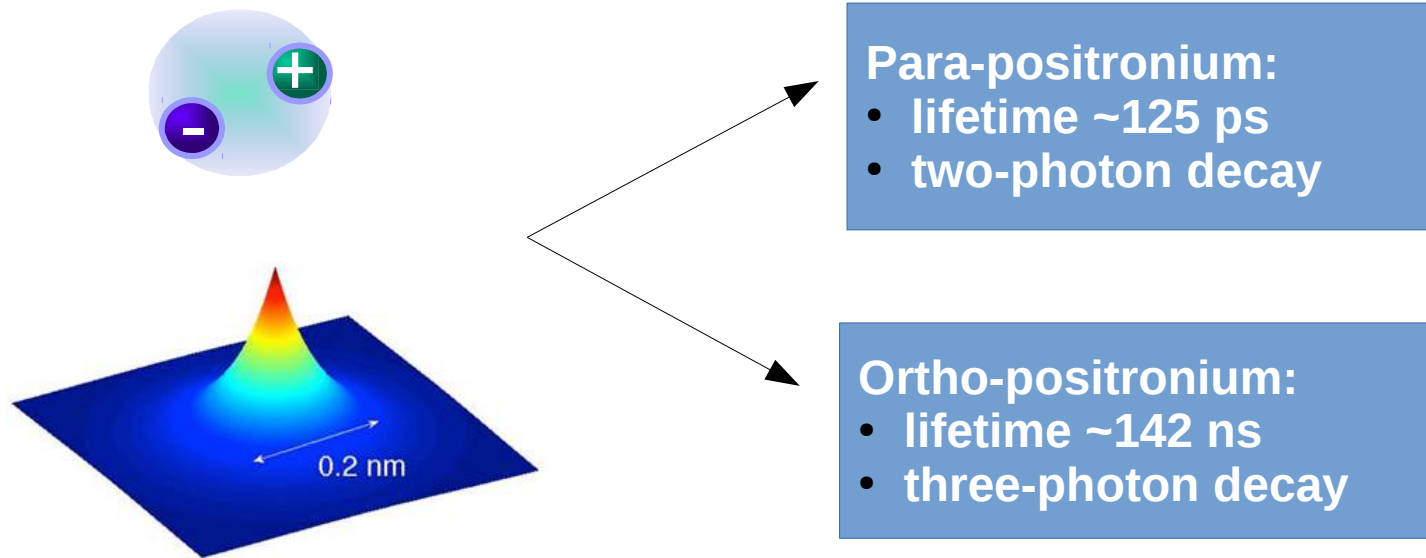 +
-
0.2 nm
Para-positronium:
• lifetime ~125 ps
• two-photon decay
Ortho-positronium:
• lifetime ~142 ns
• three-photon decay